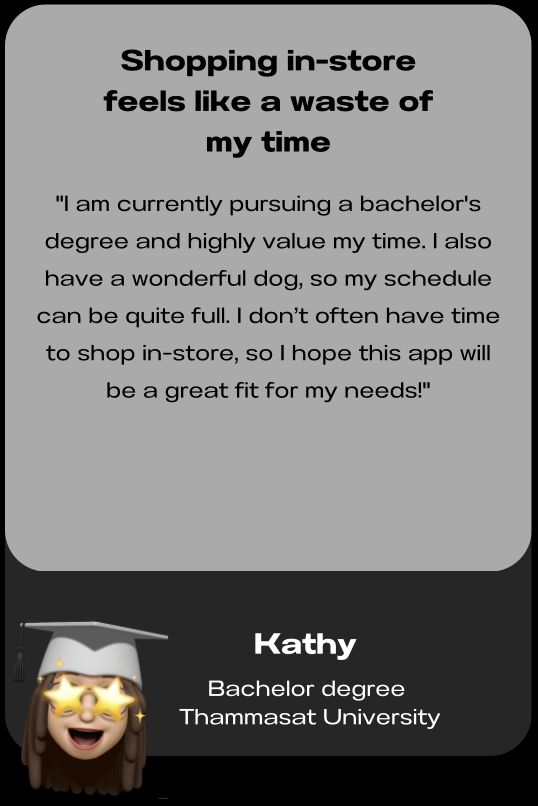 Shopping in-store
feels like a waste of
my time
"I am currently pursuing a bachelor's
degree and highly value my time. I also
have a wonderful dog, so my schedule
can be quite full. I don’t often have time
to shop in-store, so I hope this app will
be a great fit for my needs!"
Kathy
Bachelor degree
Thammasat University